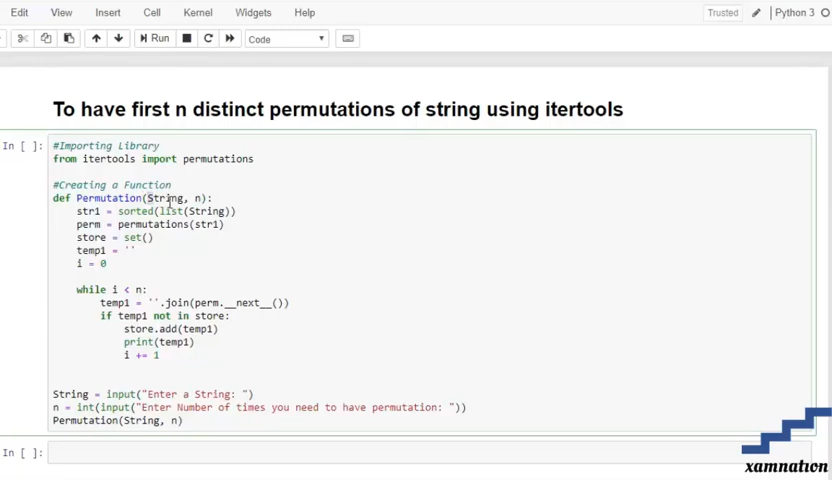 Edit View Insert Cell Kernel Widgets Help Trusted Python 3
Run Code
To have first n distinct permutations of string using itertools
In [ ]: #Importing Library
from itertools import permutations
#Creating a Function
def Permutation(String, n):
str1 = sorted(list(String))
perm = permutations(str1)
store = set()
temp1 = ''
i = 0
while i < n:
temp1 = ''.join(perm.__next__())
if temp1 not in store:
store.add(temp1)
print(temp1)
i += 1
String = input("Enter a String: ")
n = int(input("Enter Number of times you need to have permutation: "))
Permutation(String, n)
In [ ]:
xamnation